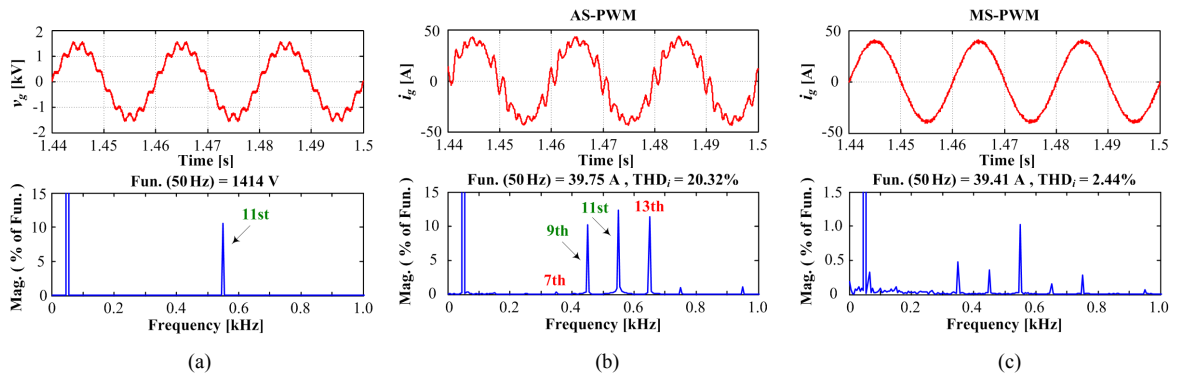 AS-PWM
MS-PWM
2
1
0
-1
-2
v_g [kV]
1.44 1.45 1.46 1.47 1.48 1.49 1.5
Time [s]
50
0
-50
i_g [A]
1.44 1.45 1.46 1.47 1.48 1.49 1.5
Time [s]
50
0
-50
i_g [A]
1.44 1.45 1.46 1.47 1.48 1.49 1.5
Time [s]
Fun. (50 Hz) = 1414 V
15
10
5
0
Mag. ( % of Fun. )
11st
0 0.2 0.4 0.6 0.8 1.0
Frequency [kHz]
Fun. (50 Hz) = 39.75 A , THD_i = 20.32%
15
10
5
0
Mag. ( % of Fun. )
7th
9th
11st
13th
0 0.2 0.4 0.6 0.8 1.0
Frequency [kHz]
Fun. (50 Hz) = 39.41 A , THD_i = 2.44%
1.5
1.0
0.5
0
Mag. ( % of Fun. )
0 0.2 0.4 0.6 0.8 1.0
Frequency [kHz]
(a)
(b)
(c)